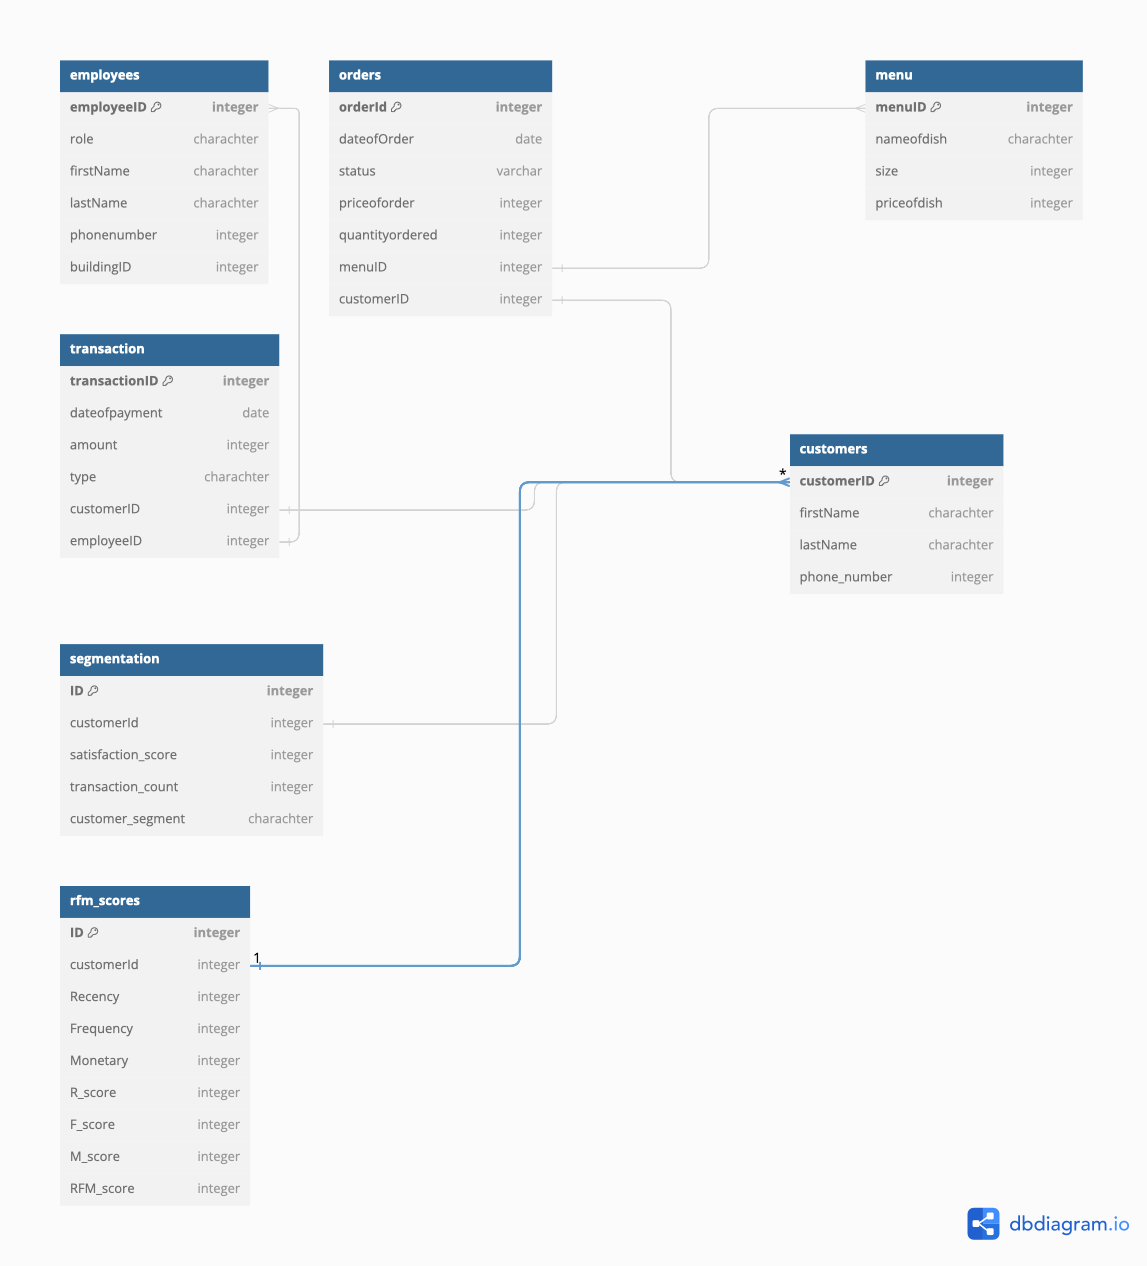 employees
employeeID integer
role charachter
firstName charachter
lastName charachter
phonenumber integer
buildingID integer
orders
orderId integer
dateofOrder date
status varchar
priceoforder integer
quantityordered integer
menuID integer
customerID integer
menu
menuID integer
nameofdish charachter
size integer
priceofdish integer
transaction
transactionID integer
dateofpayment date
amount integer
type charachter
customerID integer
employeeID integer
*
customers
customerID integer
firstName charachter
lastName charachter
phone_number integer
segmentation
ID integer
customerId integer
satisfaction_score integer
transaction_count integer
customer_segment charachter
rfm_scores
ID integer
customerId integer
1
Recency integer
Frequency integer
Monetary integer
R_score integer
F_score integer
M_score integer
RFM_score integer
dbdiagram.io